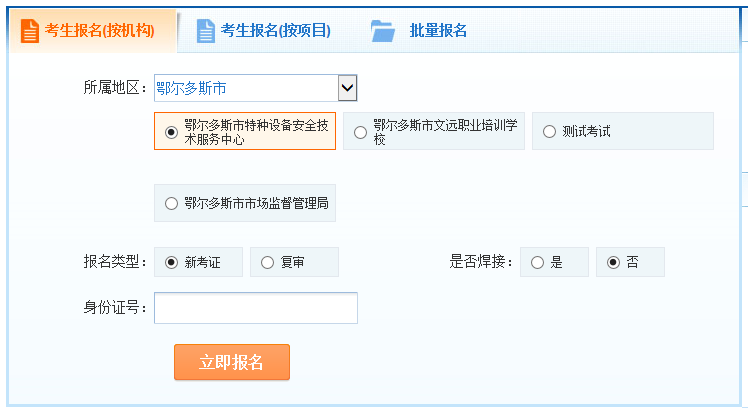 考生报名(按机构) 考生报名(按项目) 批量报名
所属地区： 鄂尔多斯市
鄂尔多斯市特种设备安全技
术服务中心
鄂尔多斯市文远职业培训学
校
测试考试
鄂尔多斯市市场监督管理局
报名类型： 新考证 复审 是否焊接： 是 否
身份证号：
立即报名